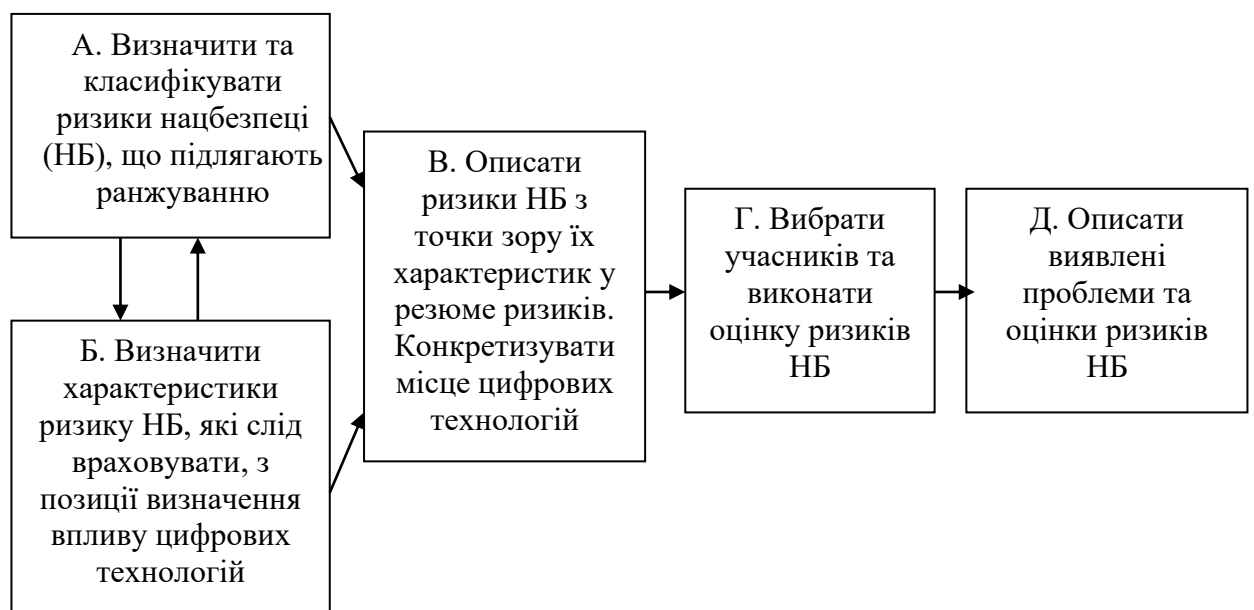 А. Визначити та
класифікувати
ризики нацбезпеці
(НБ), що підлягають
ранжуванню
Б. Визначити
характеристики
ризику НБ, які слід
враховувати, з
позиції визначення
впливу цифрових
технологій
В. Описати
ризики НБ з
точки зору їх
характеристик у
резюме ризиків.
Конкретизувати
місце цифрових
технологій
Г. Вибрати
учасників та
виконати
оцінку ризиків
НБ
Д. Описати
виявлені
проблеми та
оцінки ризиків
НБ